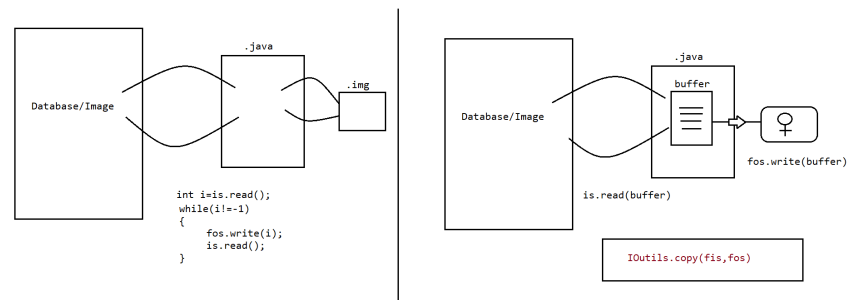 .java
.img
Database/Image
int i=is.read();
while(i!=-1)
{
fos.write(i);
is.read();
}
.java
buffer
Database/Image
fos.write(buffer)
is.read(buffer)
IOutils.copy(fis,fos)